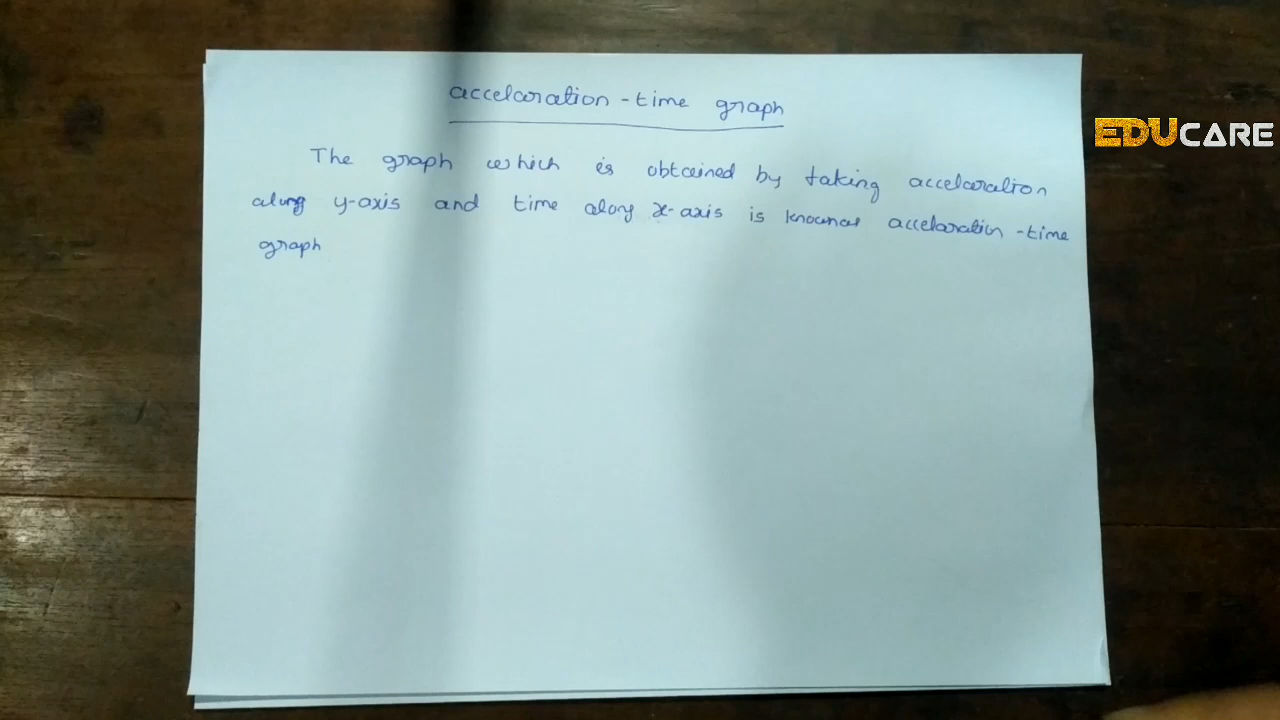 accelaration-time graph
EDUCARE
The graph which is obtained by taking accelaration
along y-axis and time along x-axis is known as accelaration-time
graph